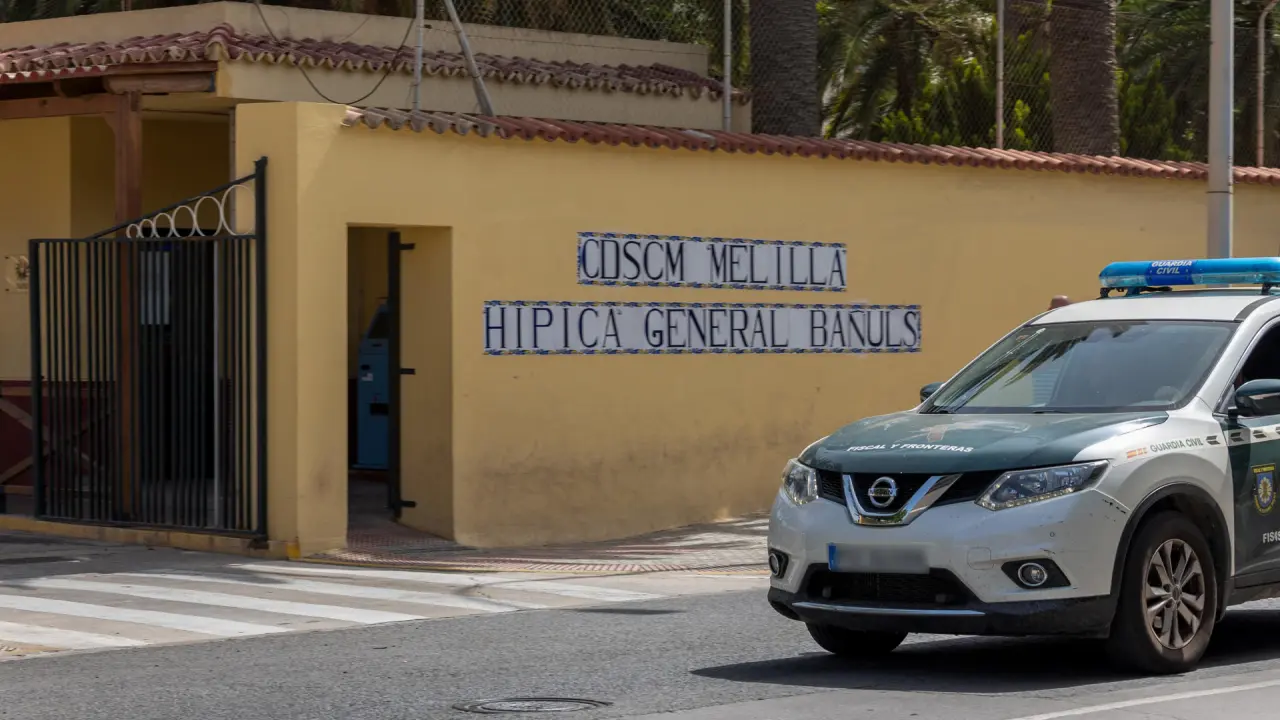 CDSCM MELILLA
HIPICA GENERAL BAÑULS
GUARDIA
CIVIL
FISCAL Y FRONTERAS
GUARDIA CIVIL